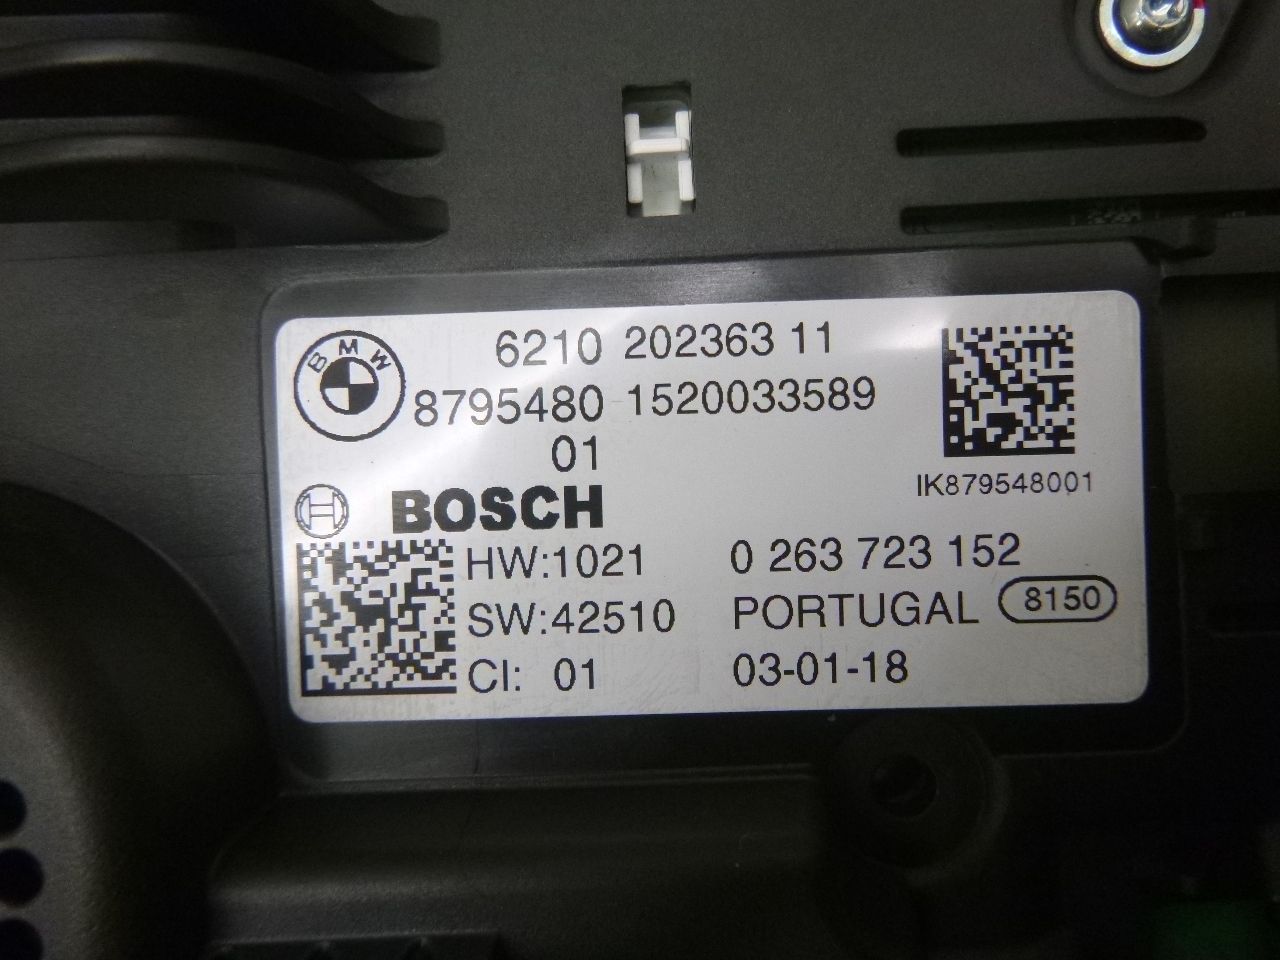 BMW
6210 202363 11
8795480 1520033589
01
IK879548001
BOSCH
HW:1021 0 263 723 152
SW:42510 PORTUGAL 8150
CI: 01 03-01-18